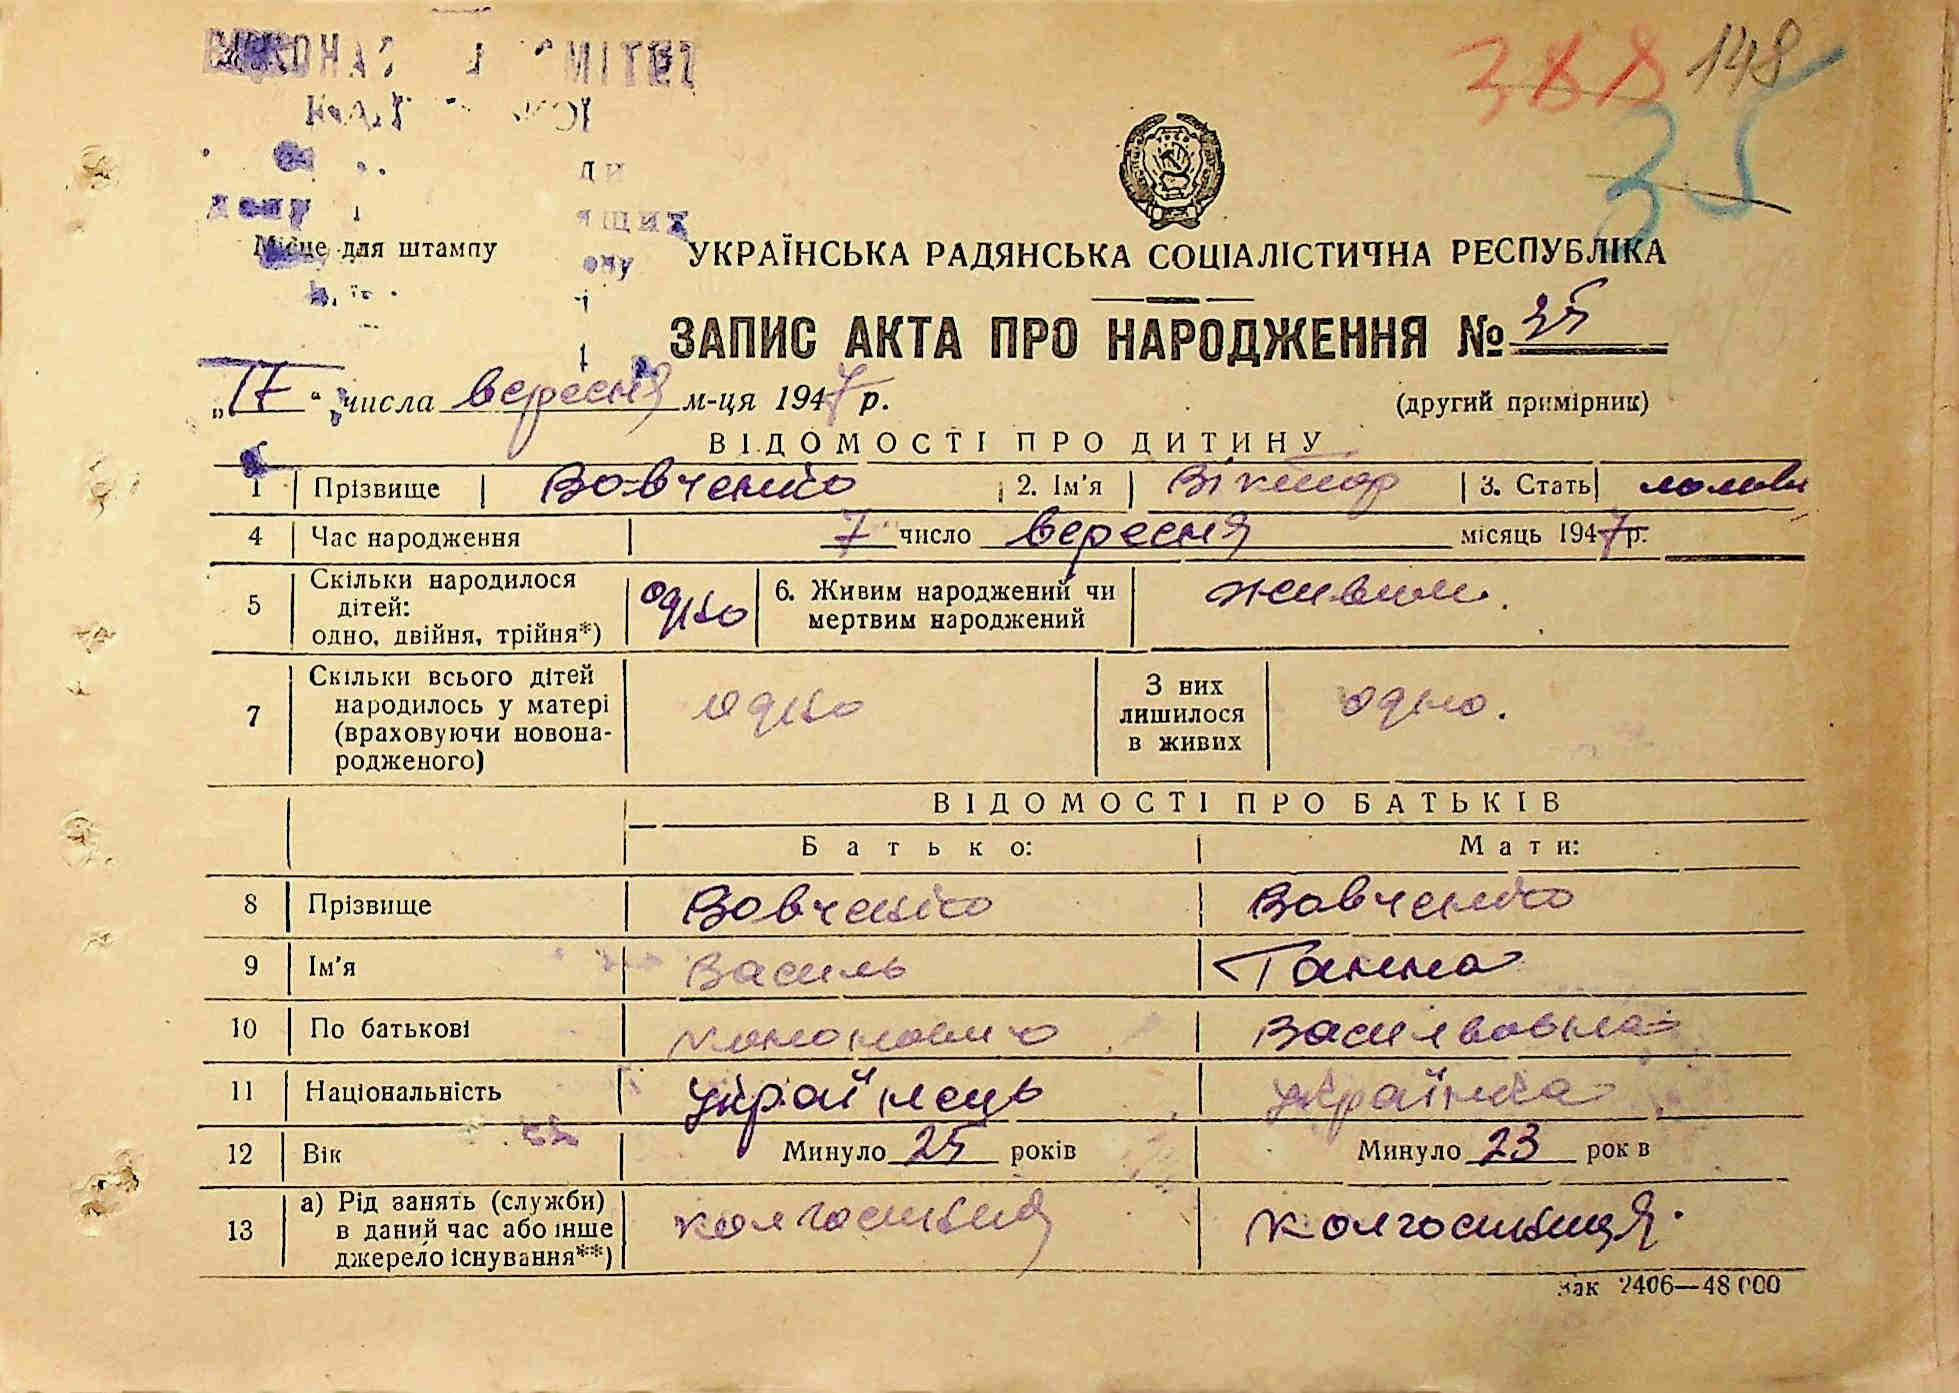 388 148
35
УКРАЇНСЬКА РАДЯНСЬКА СОЦІАЛІСТИЧНА РЕСПУБЛІКА
Місце для штампу
ЗАПИС АКТА ПРО НАРОДЖЕННЯ № 35
„17“ числа вересня м-ця 1947 р.
(другий примірник)
ВІДОМОСТІ ПРО ДИТИНУ
1 Прізвище Вовченко 2. Ім'я Віктор 3. Стать
4 Час народження 7 число вересня місяць 1947 р.
5 Скільки народилося дітей: одно, двійня, трійня*) одно 6. Живим народжений чи мертвим народжений живим.
7 Скільки всього дітей народилось у матері (враховуючи новонародженого) одно З них лишилося в живих одно.
ВІДОМОСТІ ПРО БАТЬКІВ
Батько: Мати:
8 Прізвище Вовченко Вовченко
9 Ім'я Василь Ганна
10 По батькові Василівна
11 Національність українець українка
12 Вік Минуло 25 років Минуло 23 рок в
13 а) Рід занять (служби) в даний час або інше джерело існування**) колгоспник колгоспниця.
Зак 2406—48 000